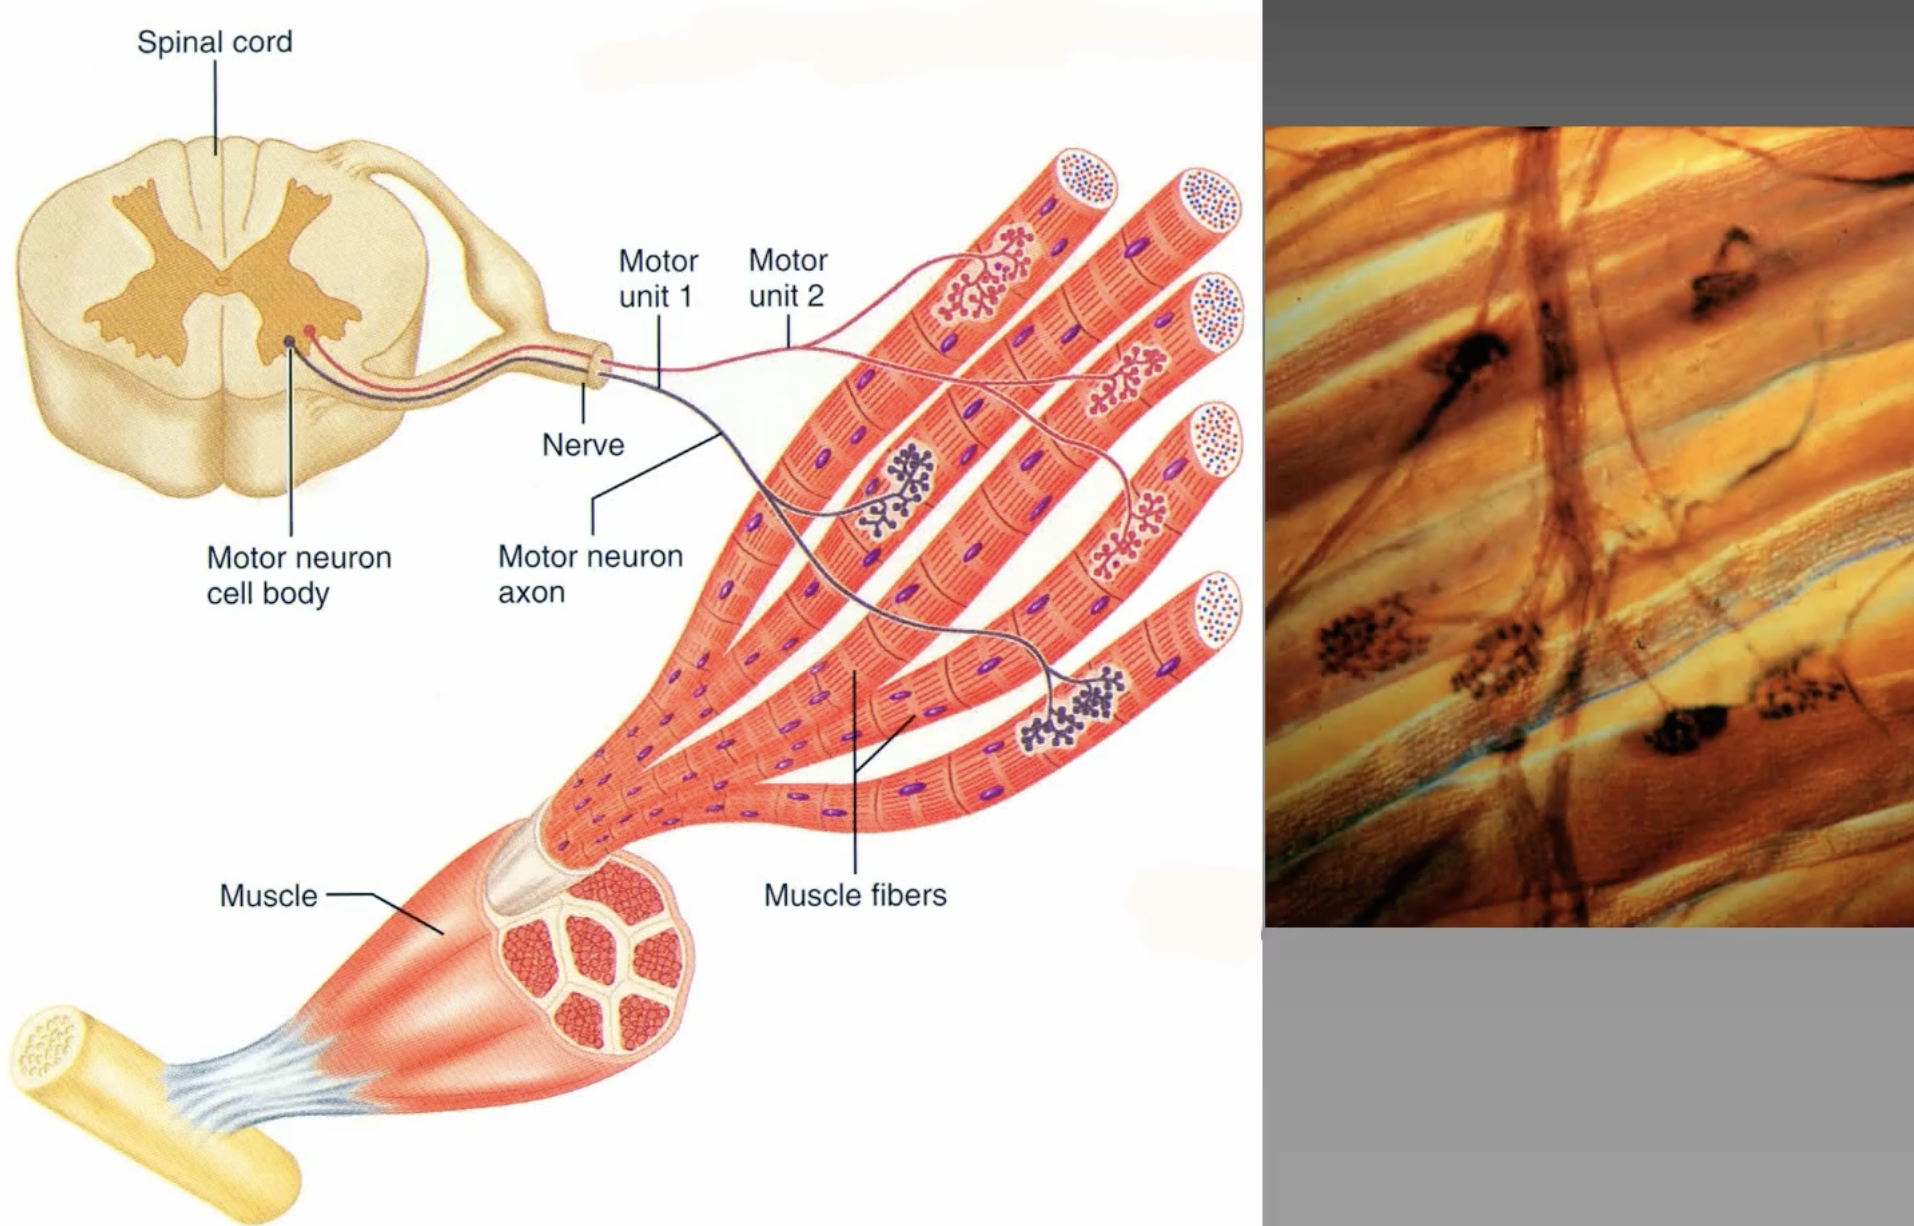 Spinal cord
Motor
unit 1
Motor
unit 2
Nerve
Motor neuron
cell body
Motor neuron
axon
Muscle
Muscle fibers